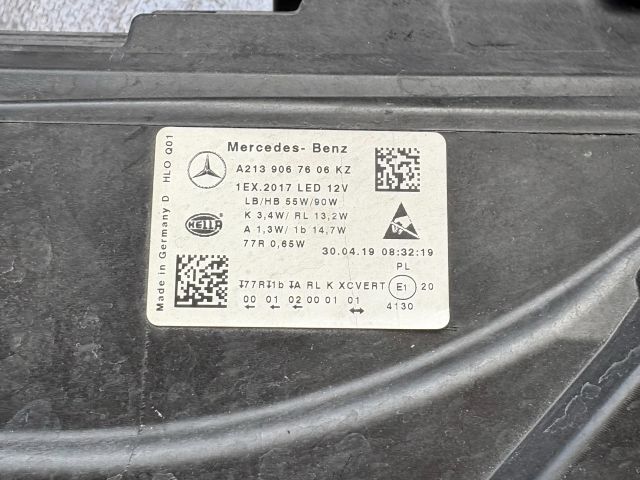 Mercedes- Benz
A213 906 76 06 KZ
1EX.2017 LED 12V
LB/HB 55W/90W
K 3,4W/ RL 13,2W
A 1,3W/ 1b 14,7W
77R 0,65W
30.04.19 08:32:19
PL
T77RT1b TA RL K XCVERT E1 20
00 01 02 00 01 01
4130
HELLA
Made in Germany D HLO Q01